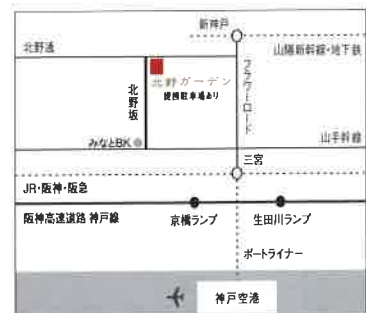 新神戸
北野通
山陽新幹線・地下鉄
北野ガーデン
提携駐車場あり
フラワーロード
北野坂
みなとBK
山手幹線
三宮
JR・阪神・阪急
阪神高速道路 神戸線
京橋ランプ
生田川ランプ
ポートライナー
神戸空港